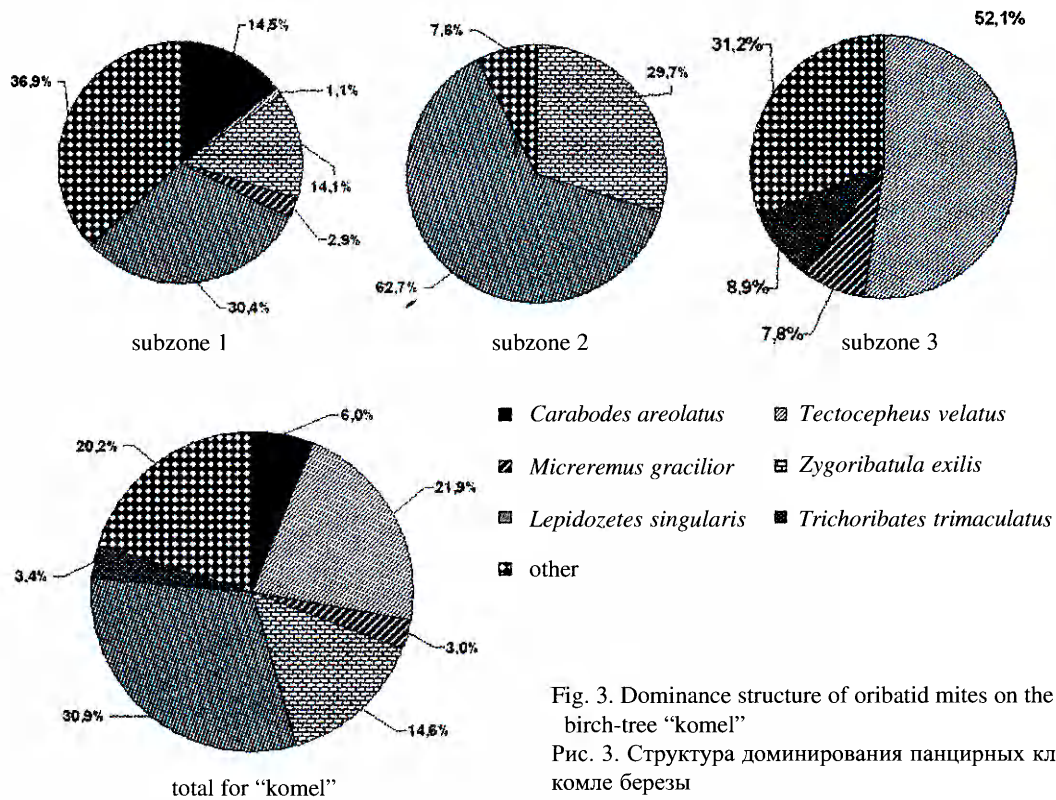 14,5%
36,9%
1,1%
14,1%
2,9%
30,4%
subzone 1
7,6%
29,7%
62,7%
subzone 2
52,1%
31,2%
8,9%
7,8%
subzone 3
6,0%
20,2%
21,9%
3,4%
3,0%
30,9%
14,6%
total for “komel”
Carabodes areolatus
Tectocepheus velatus
Micreremus gracilior
Zygoribatula exilis
Lepidozetes singularis
Trichoribates trimaculatus
other
Fig. 3. Dominance structure of oribatid mites on the
birch-tree “komel”
Рис. 3. Структура доминирования панцирных кл
комле березы